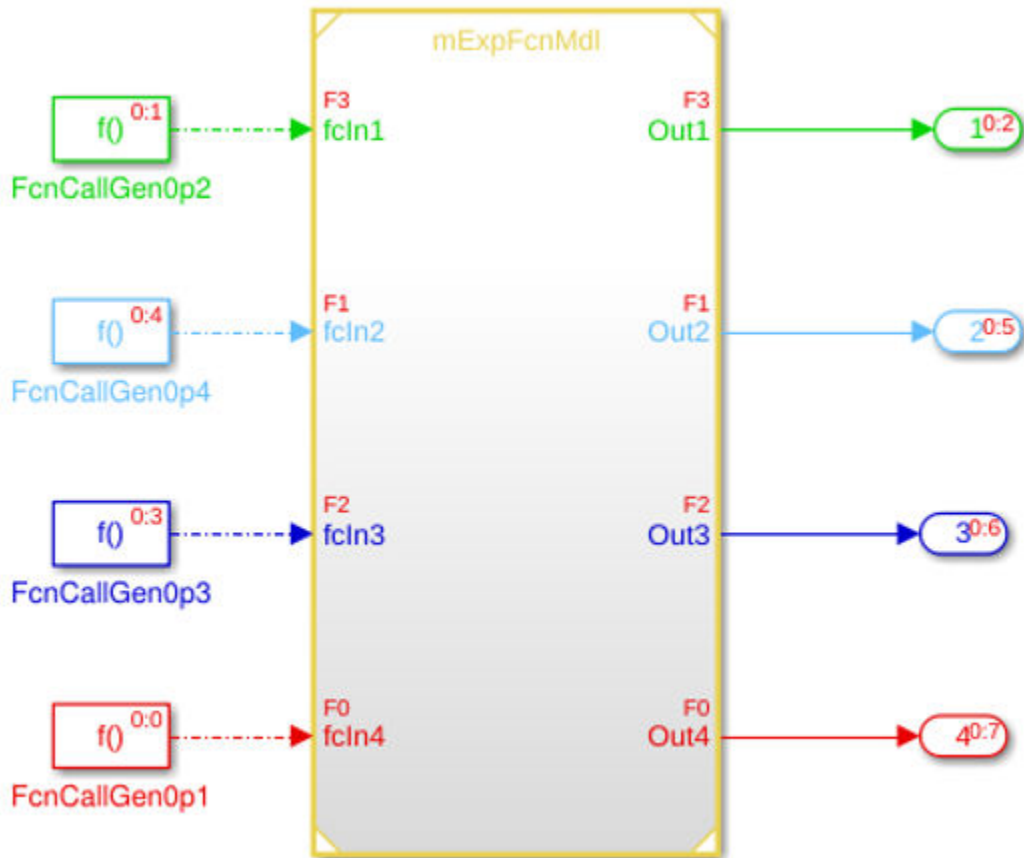 mExpFcnMdl
f() 0:1
FcnCallGen0p2
F3
fcIn1
F3
Out1
1 0:2
f() 0:4
FcnCallGen0p4
F1
fcIn2
F1
Out2
2 0:5
f() 0:3
FcnCallGen0p3
F2
fcIn3
F2
Out3
3 0:6
f() 0:0
FcnCallGen0p1
F0
fcIn4
F0
Out4
4 0:7